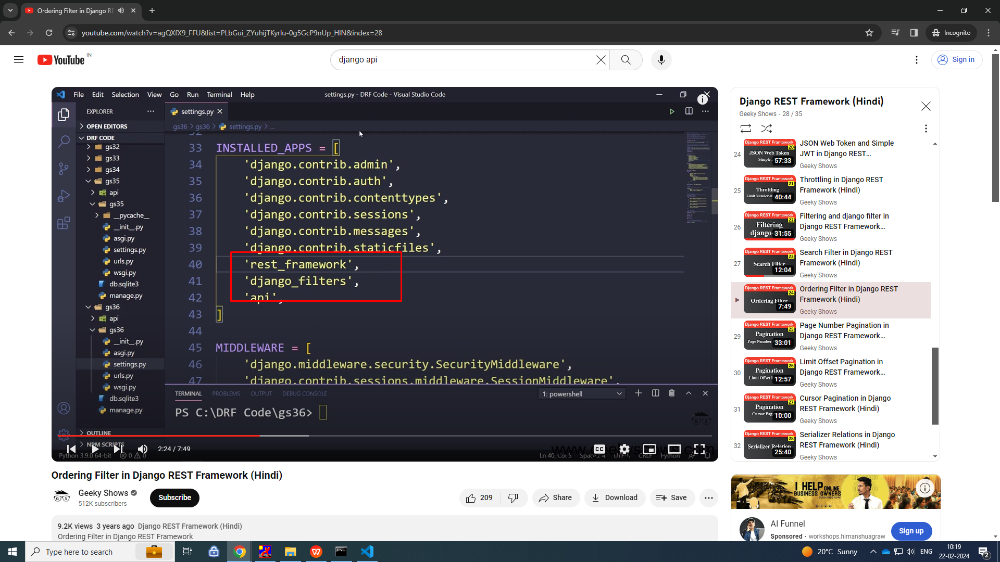 Ordering Filter in Django RE
youtube.com/watch?v=agQXfX9_FFU&list=PLbGui_ZYuhijTKyrlu-0g5GcP9nUp_HIN&index=28
Incognito
YouTube IN
django api
Sign in
File Edit Selection View Go Run Terminal Help
settings.py - DRF Code - Visual Studio Code
EXPLORER
OPEN EDITORS
DRF CODE
gs32
gs33
gs34
gs35
api
gs35
__pycache__
__init__.py
asgi.py
settings.py
urls.py
wsgi.py
db.sqlite3
manage.py
gs36
api
gs36
__init__.py
asgi.py
settings.py
urls.py
wsgi.py
db.sqlite3
manage.py
OUTLINE
NPM SCRIPTS
settings.py
gs36 > gs36 > settings.py > ...
32
33 INSTALLED_APPS = [
34 'django.contrib.admin',
35 'django.contrib.auth',
36 'django.contrib.contenttypes',
37 'django.contrib.sessions',
38 'django.contrib.messages',
39 'django.contrib.staticfiles',
40 'rest_framework',
41 'django_filters',
42 'api',
43 ]
44
45 MIDDLEWARE = [
46 'django.middleware.security.SecurityMiddleware',
47 'django.contrib.sessions.middleware.SessionMiddleware',
TERMINAL PROBLEMS OUTPUT DEBUG CONSOLE
1: powershell
PS C:\DRF Code\gs36>
2:24 / 7:49
Python 3.9.0 64-bit 0 0
Ln 40, Col 5 Spaces: 4 UTF-8 CRLF Python
Ordering Filter in Django REST Framework (Hindi)
Geeky Shows
512K subscribers
Subscribe
209
Share
Download
Save
9.2K views 3 years ago Django REST Framework (Hindi)
Ordering Filter in Django REST Framework
Django REST Framework (Hindi)
Geeky Shows - 28 / 35
24
Django REST Framework
20
JSON Web Token
Simple
57:33
JSON Web Token and Simple
JWT in Django REST...
Geeky Shows
25
Django REST Framework
21
Throttling
Limit Number of
40:44
Throttling in Django REST
Framework (Hindi)
Geeky Shows
26
Django REST Framework
22
Filtering
django
31:55
Filtering and django filter in
Django REST Framework...
Geeky Shows
27
Django REST Framework
23
Search Filter
12:04
Search Filter in Django REST
Framework (Hindi)
Geeky Shows
Django REST Framework
24
Ordering Filter
7:49
Ordering Filter in Django REST
Framework (Hindi)
Geeky Shows
29
Django REST Framework
25
Pagination
Page Number
33:01
Page Number Pagination in
Django REST Framework...
Geeky Shows
30
Django REST Framework
26
Pagination
Limit Offset
12:57
Limit Offset Pagination in
Django REST Framework...
Geeky Shows
31
Django REST Framework
27
Pagination
Cursor Pag
10:00
Cursor Pagination in Django
REST Framework (Hindi)
Geeky Shows
32
Django REST Framework
28
Serializer Relation
25:40
Serializer Relations in Django
REST Framework (Hindi)
Geeky Shows
I HELP ONLINE
BUSINESS OWNERS
SUBSCRIBE NOW!
AI Funnel
Sponsored · workshops.himanshuagraw
Sign up
Type here to search
20°C Sunny
ENG
10:19
22-02-2024
2